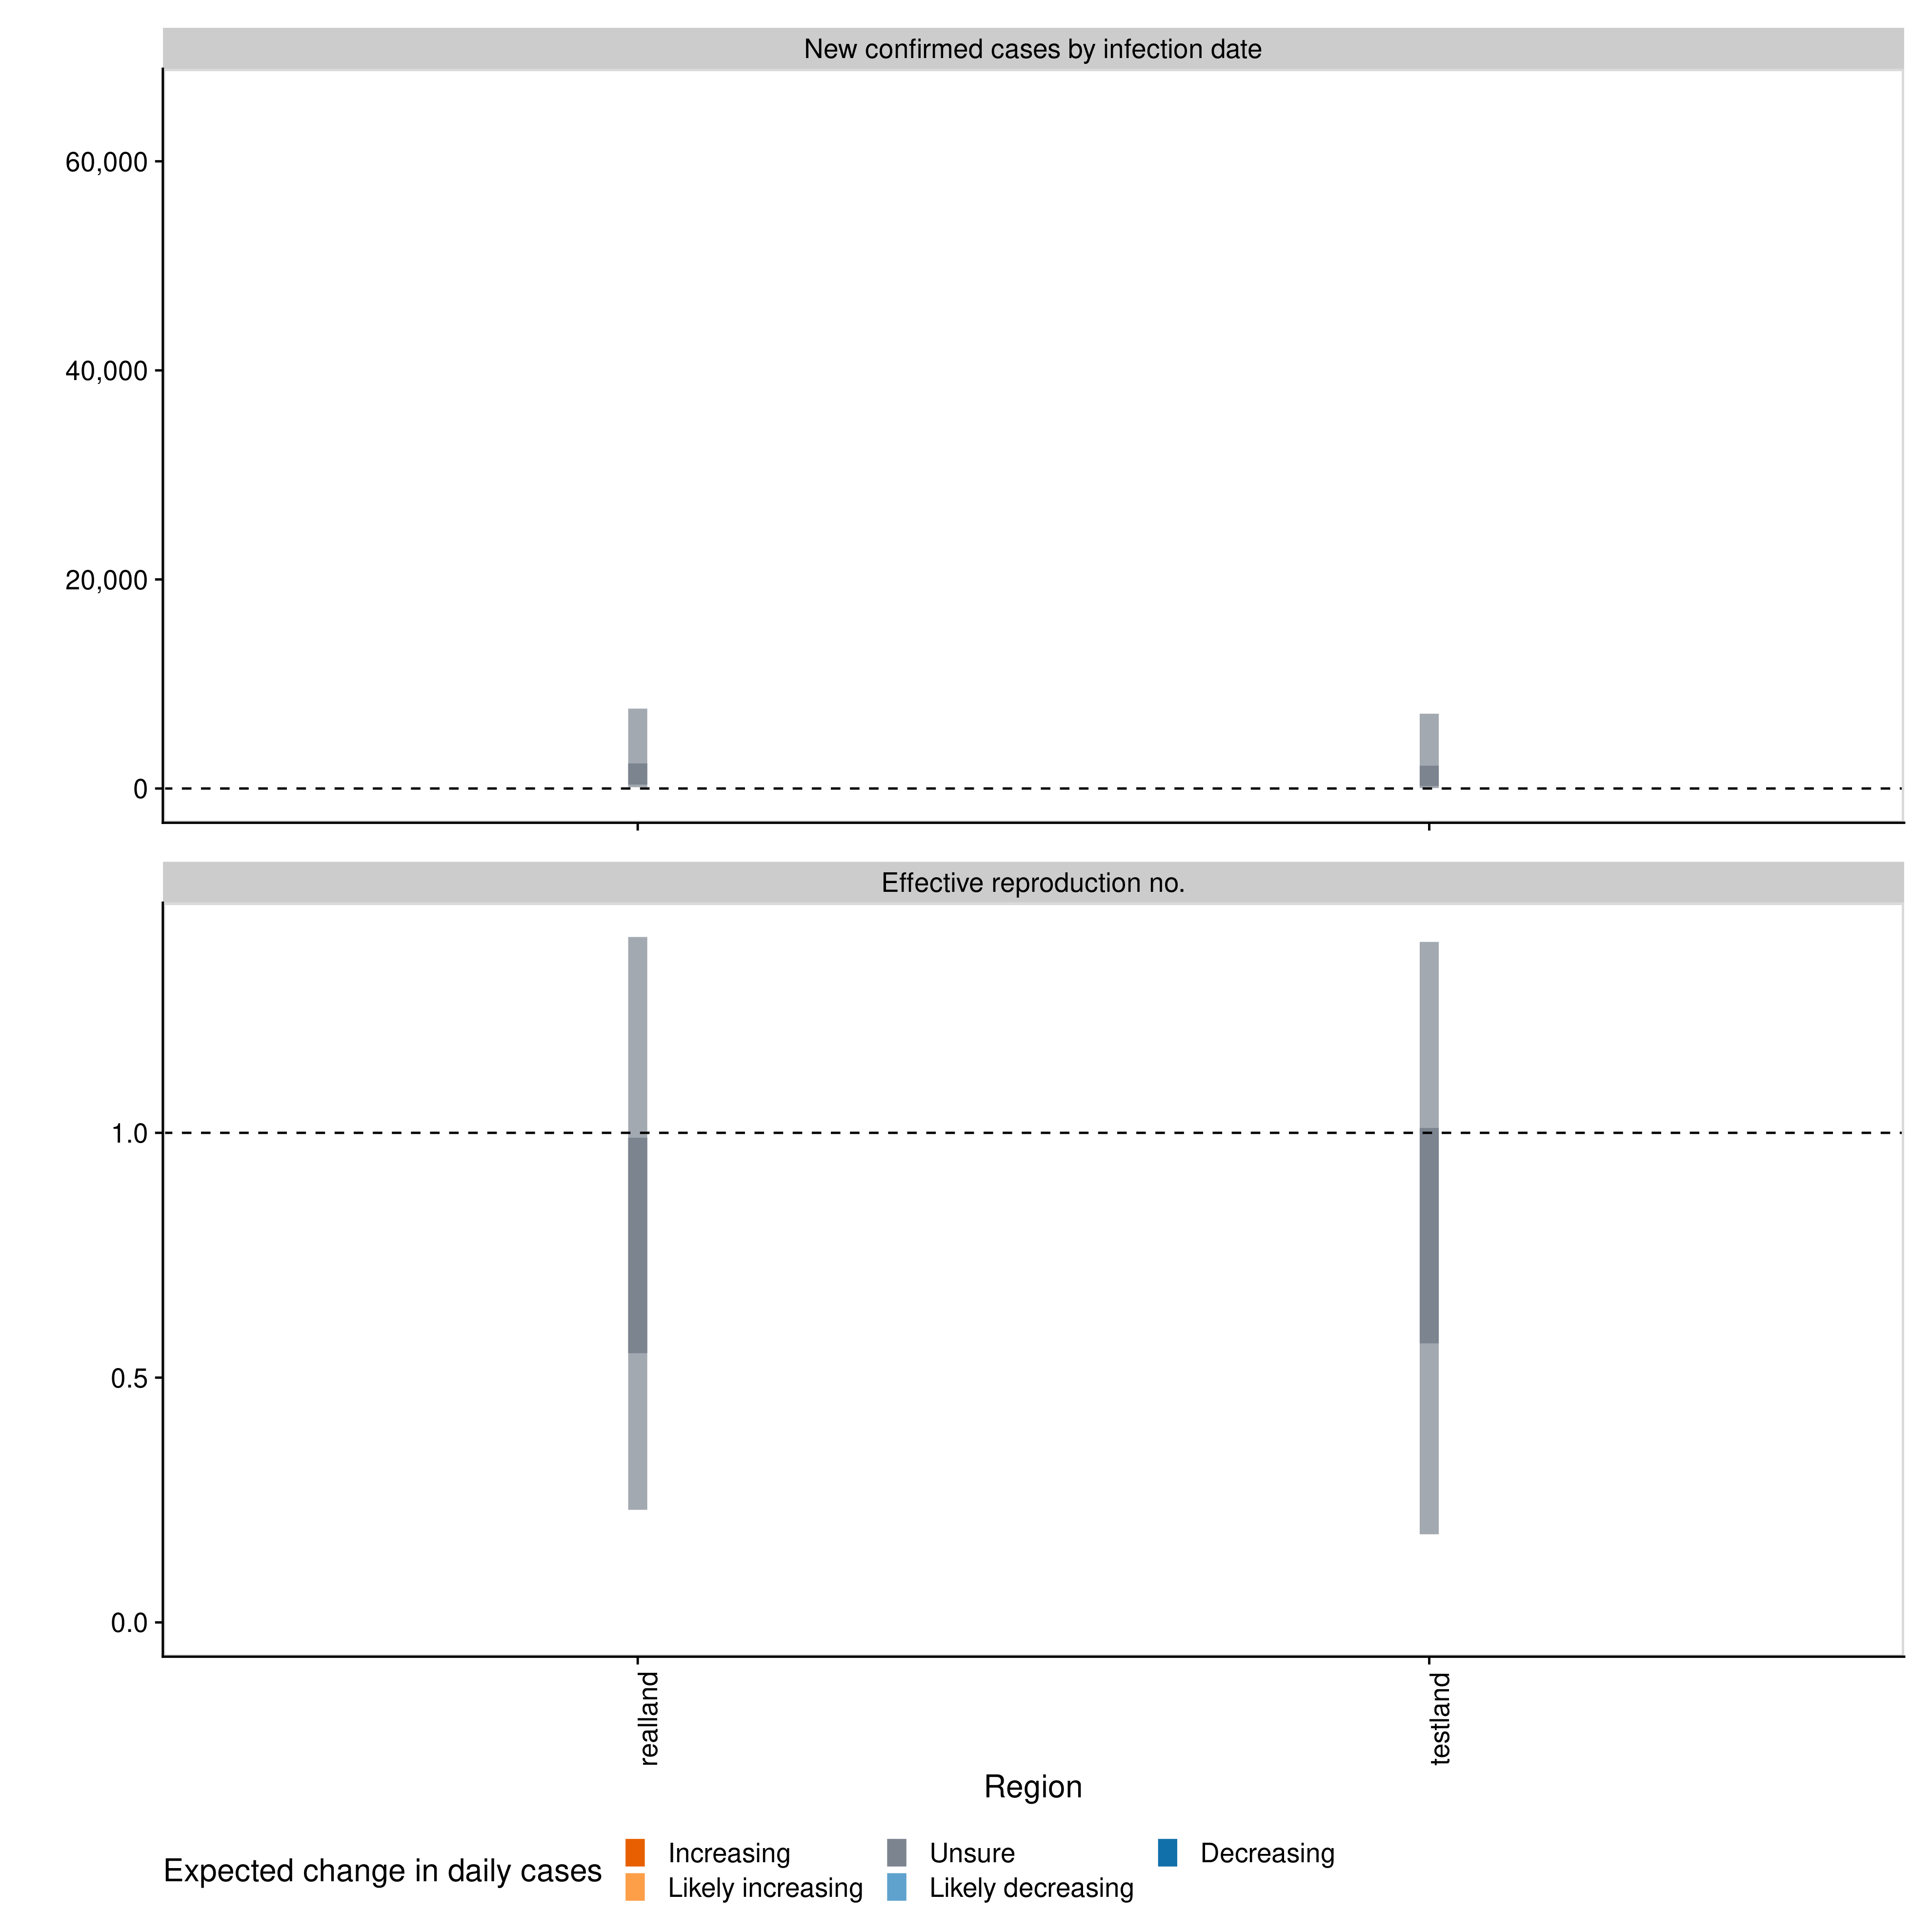 New confirmed cases by infection date
60,000
40,000
20,000
0
Effective reproduction no.
1.0
0.5
0.0
realland
testland
Region
Expected change in daily cases
Increasing
Likely increasing
Unsure
Likely decreasing
Decreasing